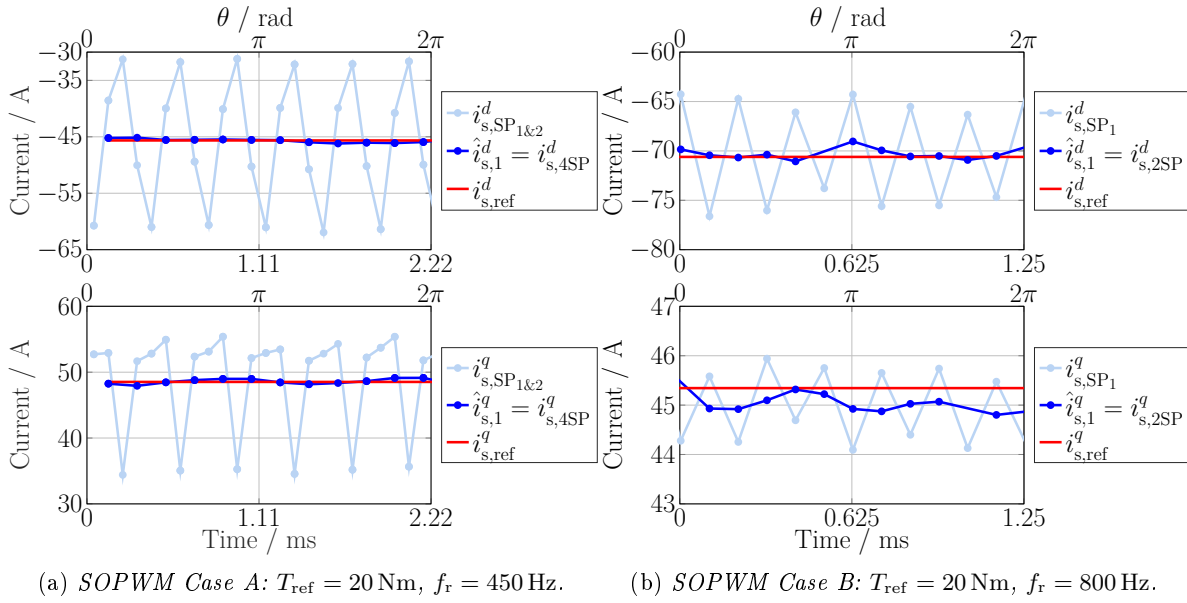 θ / rad
0 π 2π
−30
−35
−45
−55
−65
Current / A
0 1.11 2.22
i^d_{s,SP_{1&2}}
î^d_{s,1} = i^d_{s,4SP}
i^d_{s,ref}
0 π 2π
60
50
40
30
Current / A
0 1.11 2.22
Time / ms
i^q_{s,SP_{1&2}}
î^q_{s,1} = i^q_{s,4SP}
i^q_{s,ref}
(a) SOPWM Case A: T_{ref} = 20 Nm, f_r = 450 Hz.
θ / rad
0 π 2π
−60
−65
−70
−75
−80
Current / A
0 0.625 1.25
i^d_{s,SP_1}
î^d_{s,1} = i^d_{s,2SP}
i^d_{s,ref}
0 π 2π
47
46
45
44
43
Current / A
0 0.625 1.25
Time / ms
i^q_{s,SP_1}
î^q_{s,1} = i^q_{s,2SP}
i^q_{s,ref}
(b) SOPWM Case B: T_{ref} = 20 Nm, f_r = 800 Hz.